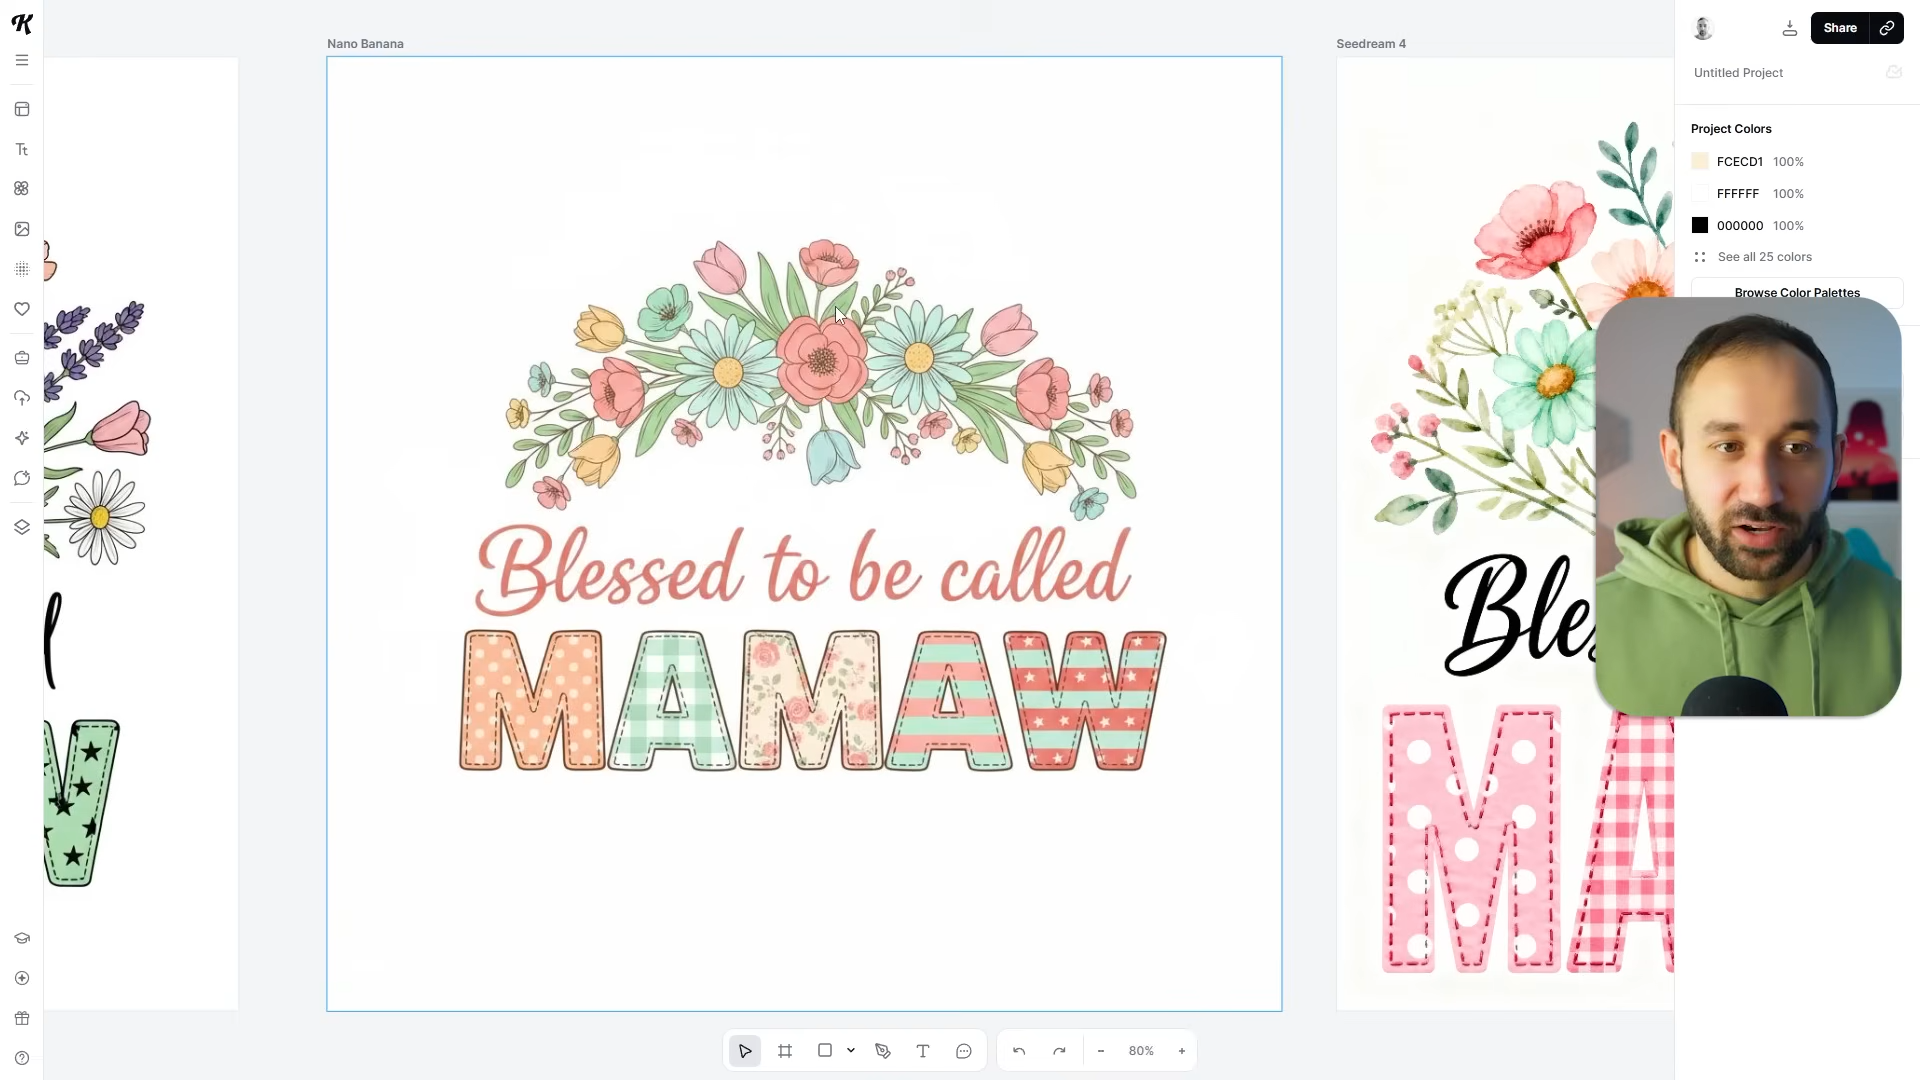 K
Nano Banana
Seedream 4
Share
Untitled Project
Project Colors
FCECD1 100%
FFFFFF 100%
000000 100%
See all 25 colors
Browse Color Palettes
Tt
Blessed to be called
MAMAW
T
80%